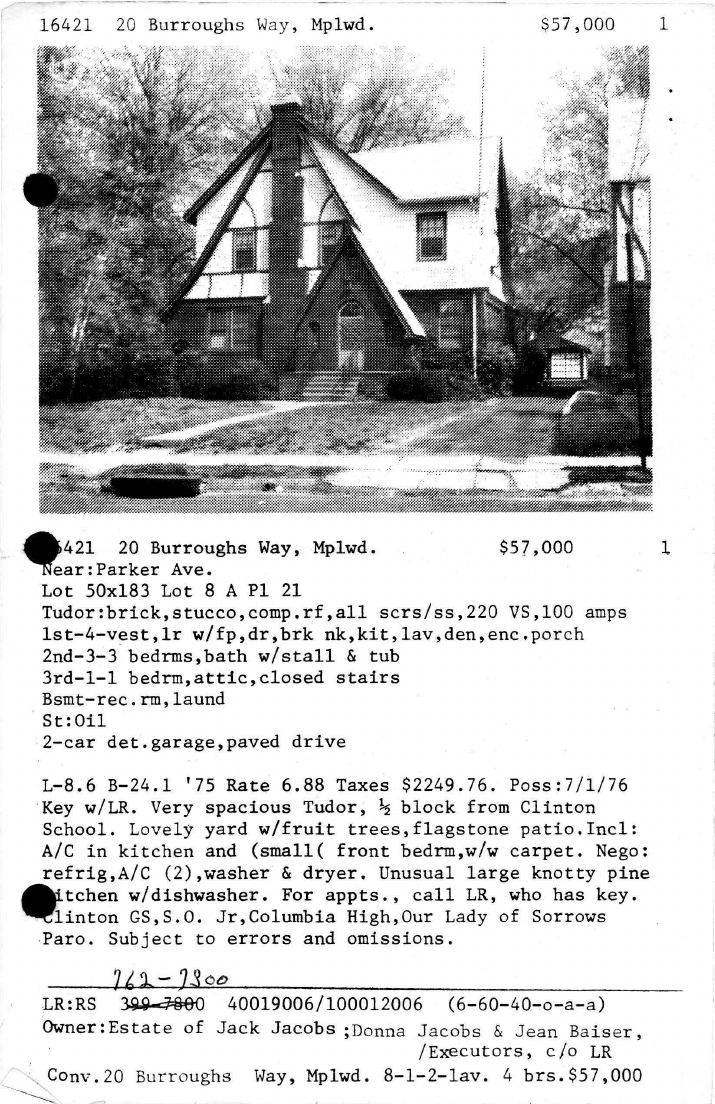 16421 20 Burroughs Way, Mplwd. $57,000 1
6421 20 Burroughs Way, Mplwd. $57,000 1
Near:Parker Ave.
Lot 50x183 Lot 8 A Pl 21
Tudor:brick,stucco,comp.rf,all scrs/ss,220 VS,100 amps
1st-4-vest,lr w/fp,dr,brk nk,kit,lav,den,enc.porch
2nd-3-3 bedrms,bath w/stall & tub
3rd-1-1 bedrm,attic,closed stairs
Bsmt-rec.rm,laund
St:Oil
2-car det.garage,paved drive
L-8.6 B-24.1 '75 Rate 6.88 Taxes $2249.76. Poss:7/1/76
Key w/LR. Very spacious Tudor, ½ block from Clinton
School. Lovely yard w/fruit trees,flagstone patio.Incl:
A/C in kitchen and (small( front bedrm,w/w carpet. Nego:
refrig,A/C (2),washer & dryer. Unusual large knotty pine
kitchen w/dishwasher. For appts., call LR, who has key.
Clinton GS,S.O. Jr,Columbia High,Our Lady of Sorrows
Paro. Subject to errors and omissions.
762-7300
LR:RS 399-7800 40019006/100012006 (6-60-40-o-a-a)
Owner:Estate of Jack Jacobs ;Donna Jacobs & Jean Baiser,
/Executors, c/o LR
Conv.20 Burroughs Way, Mplwd. 8-1-2-lav. 4 brs.$57,000